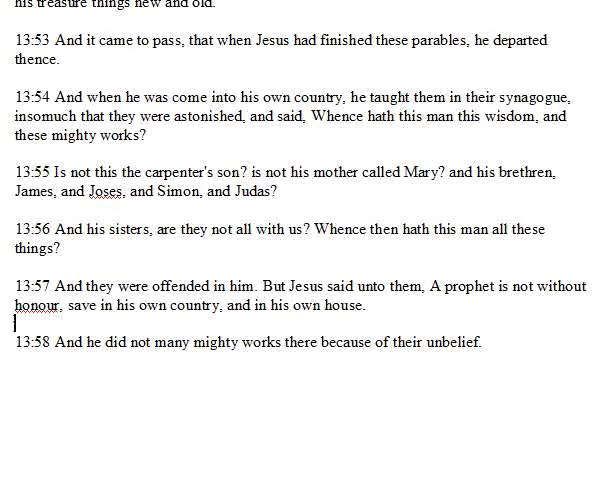 his treasure things new and old.
13:53 And it came to pass, that when Jesus had finished these parables, he departed
thence.
13:54 And when he was come into his own country, he taught them in their synagogue,
insomuch that they were astonished, and said, Whence hath this man this wisdom, and
these mighty works?
13:55 Is not this the carpenter's son? is not his mother called Mary? and his brethren,
James, and Joses, and Simon, and Judas?
13:56 And his sisters, are they not all with us? Whence then hath this man all these
things?
13:57 And they were offended in him. But Jesus said unto them, A prophet is not without
honour, save in his own country, and in his own house.
13:58 And he did not many mighty works there because of their unbelief.